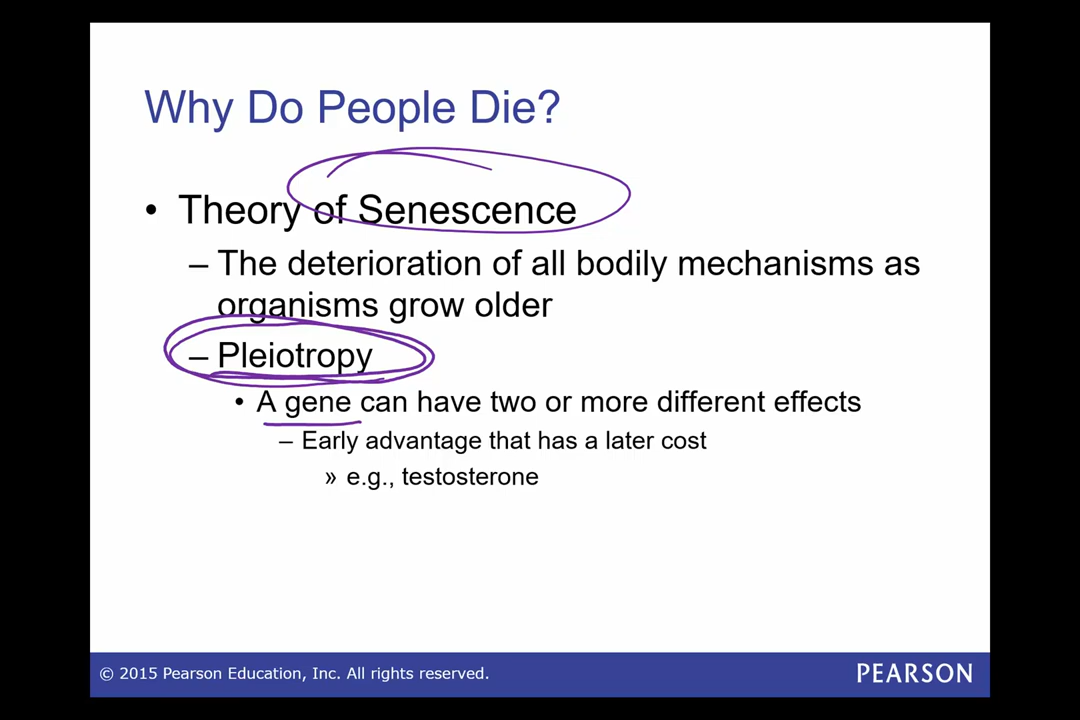 Why Do People Die?
• Theory of Senescence
– The deterioration of all bodily mechanisms as
organisms grow older
– Pleiotropy
• A gene can have two or more different effects
– Early advantage that has a later cost
» e.g., testosterone
© 2015 Pearson Education, Inc. All rights reserved.
PEARSON